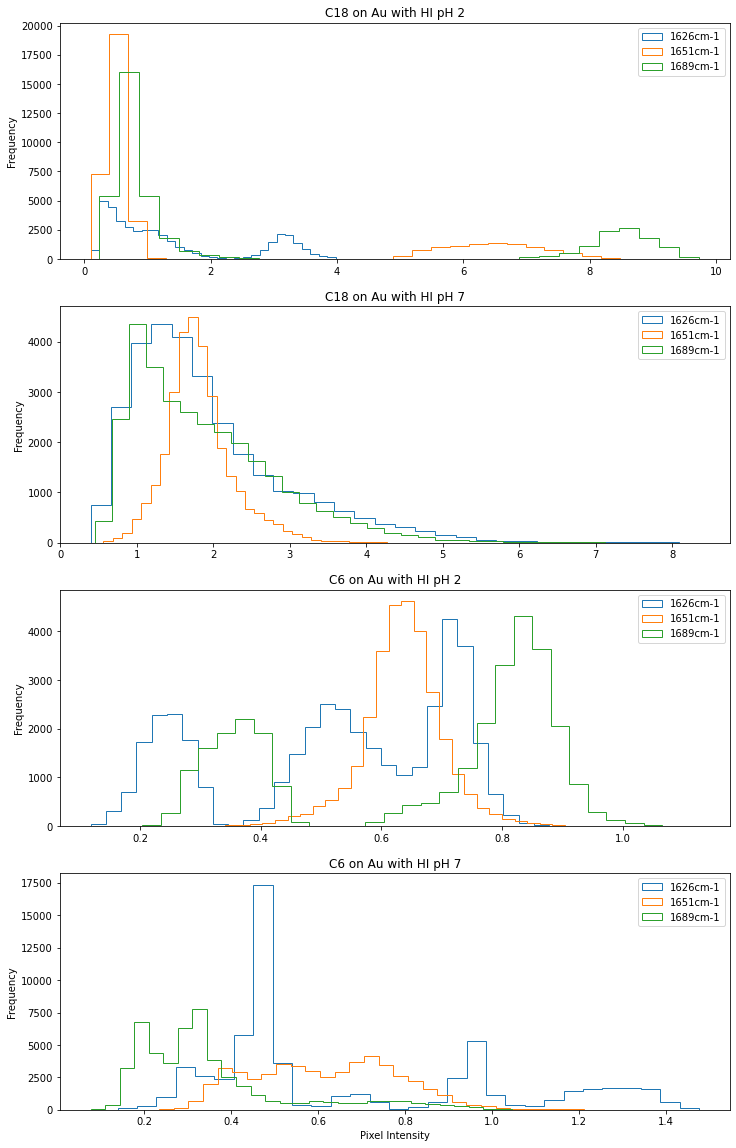 C18 on Au with HI pH 2
20000
17500
15000
12500
10000
7500
5000
2500
0
Frequency
1626cm-1
1651cm-1
1689cm-1
0 2 4 6 8 10
C18 on Au with HI pH 7
4000
3000
2000
1000
0
Frequency
1626cm-1
1651cm-1
1689cm-1
0 1 2 3 4 5 6 7 8
C6 on Au with HI pH 2
4000
3000
2000
1000
0
Frequency
1626cm-1
1651cm-1
1689cm-1
0.2 0.4 0.6 0.8 1.0
C6 on Au with HI pH 7
17500
15000
12500
10000
7500
5000
2500
0
Frequency
1626cm-1
1651cm-1
1689cm-1
0.2 0.4 0.6 0.8 1.0 1.2 1.4
Pixel Intensity